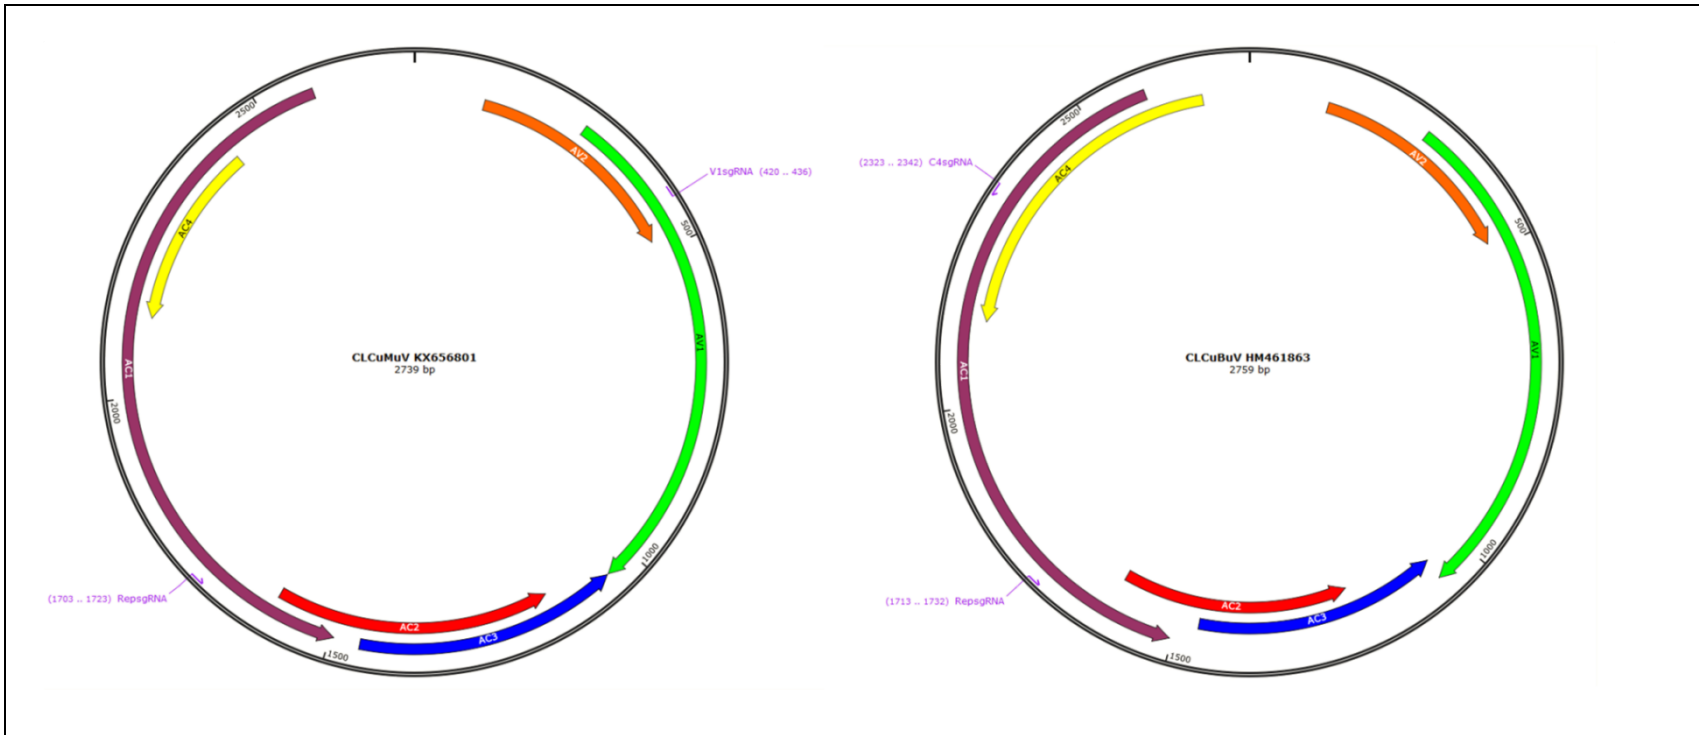 2500
AV2
V1sgRNA (420 .. 436)
500
AC4
AV1
CLCuMuV KX656801
2739 bp
AC1
2000
1000
(1703 .. 1723) RepsgRNA
AC2
AC3
1500
2500
(2323 .. 2342) C4sgRNA
AC4
AV2
500
AV1
CLCuBuV HM461863
2759 bp
AC1
2000
1000
(1713 .. 1732) RepsgRNA
AC2
AC3
1500